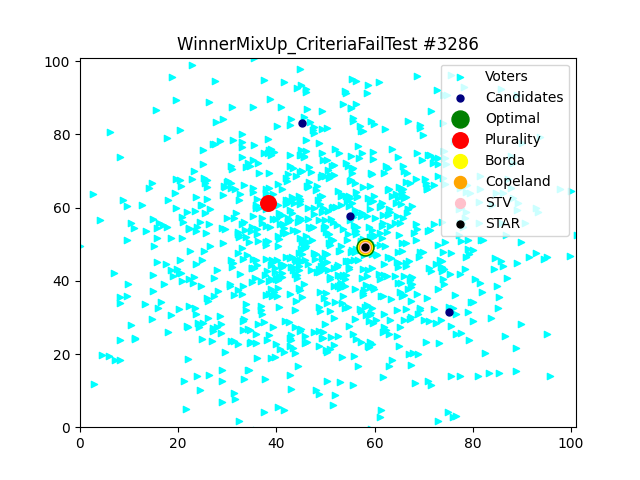 WinnerMixUp_CriteriaFailTest #3286
100
80
60
40
20
0
0
20
40
60
80
100
Voters
Candidates
Optimal
Plurality
Borda
Copeland
STV
STAR